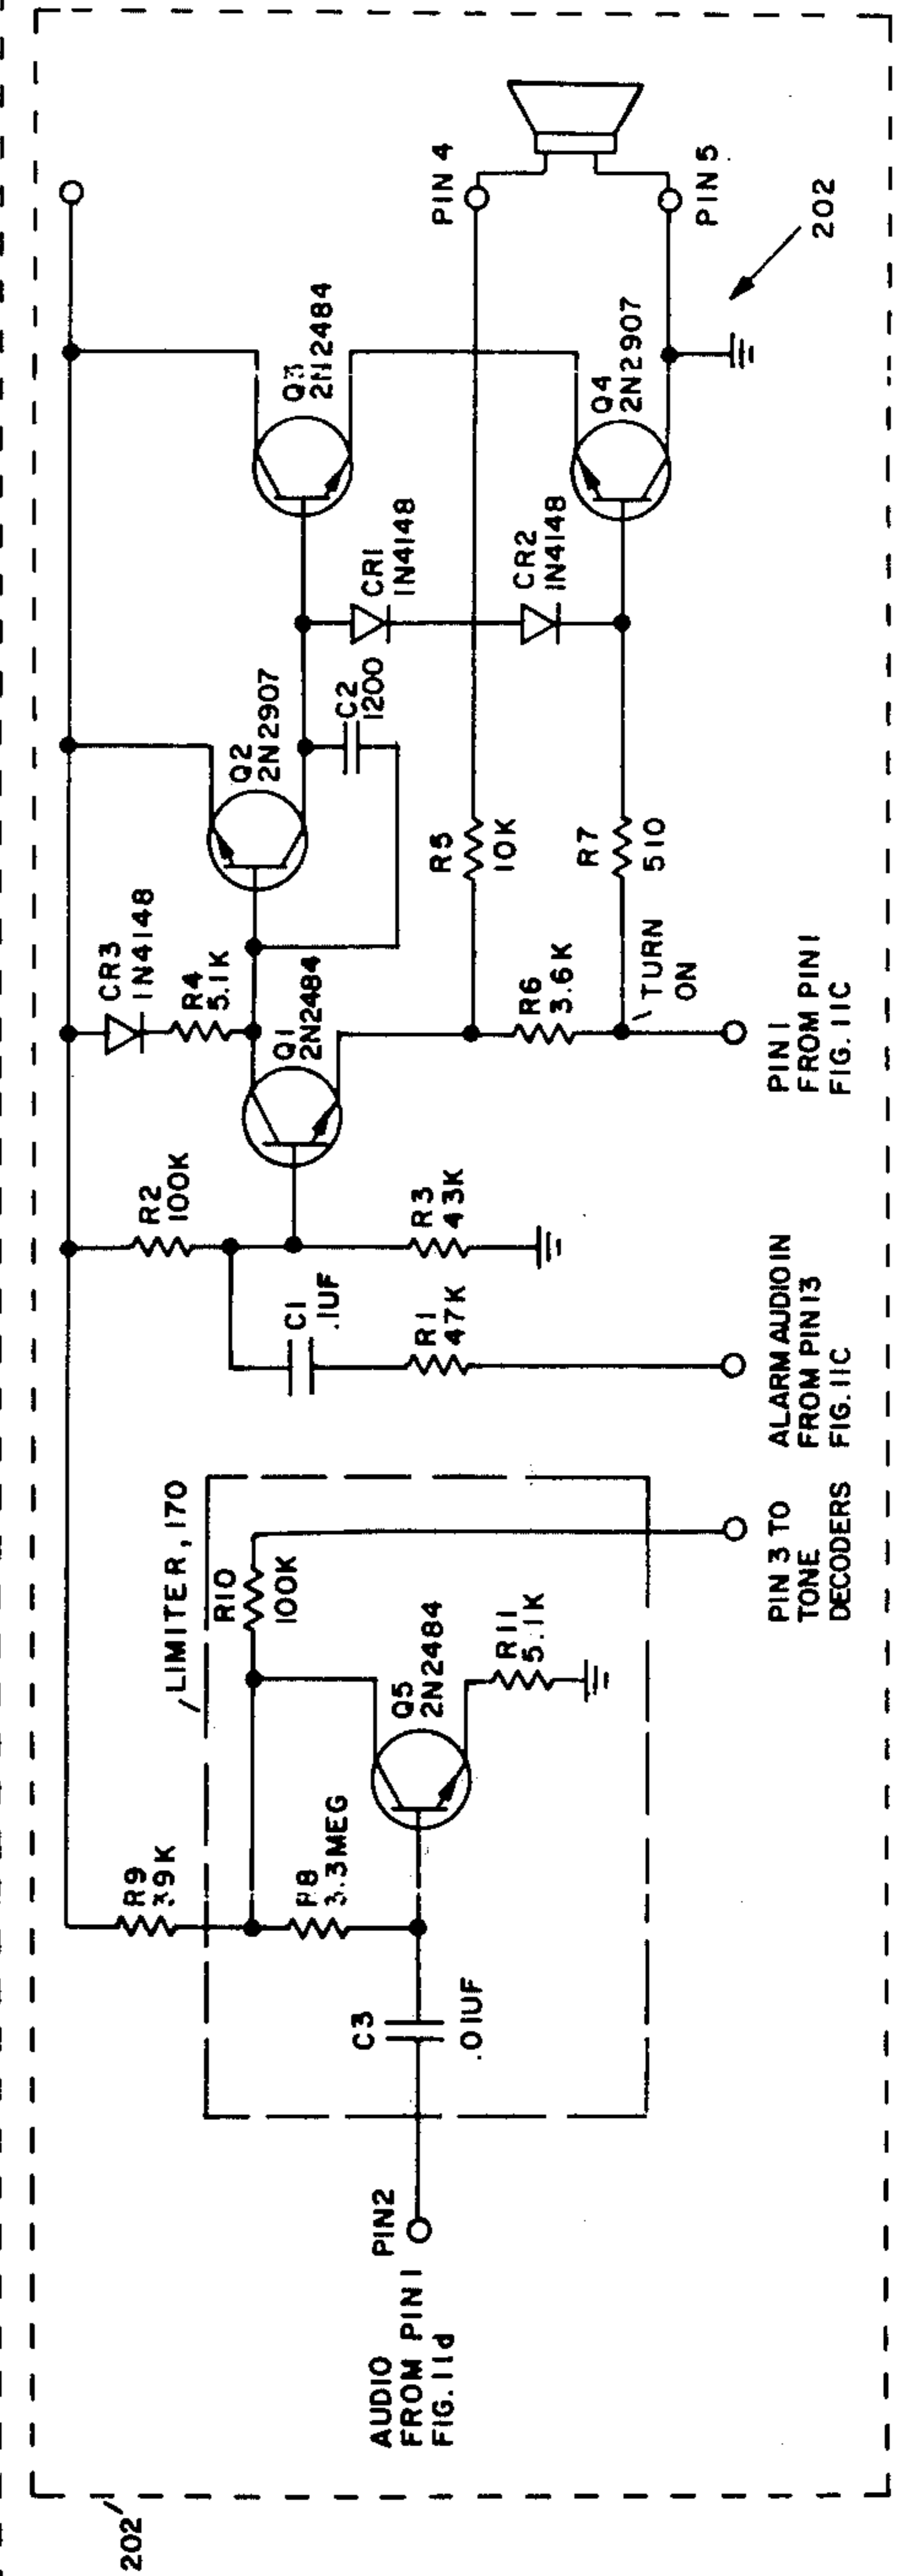 202
AUDIO
FROM PIN 1
FIG. 11d
PIN2
C3
.01UF
R9
39K
R8
3.3MEG
LIMITER, 170
R10
100K
Q5
2N2484
R11
5.1K
PIN 3 TO
TONE
DECODERS
ALARM AUDIO IN
FROM PIN 13
FIG. 11C
C1
.1UF
R1
47K
R2
100K
R3
43K
Q1
2N2484
CR3
1N4148
R4
5.1K
Q2
2N2907
C2
1200
R5
10K
R6
3.6K
R7
510
TURN
ON
PIN 1
FROM PIN 1
FIG. 11C
CR1
1N4148
CR2
1N4148
Q3
2N2484
Q4
2N2907
PIN 4
PIN 5
202